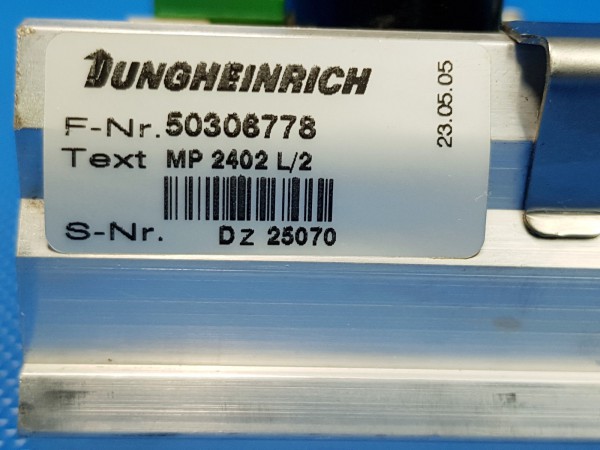 JUNGHEINRICH
F-Nr. 50306778
Text MP 2402 L/2
S-Nr. Dz 25070
23.05.05